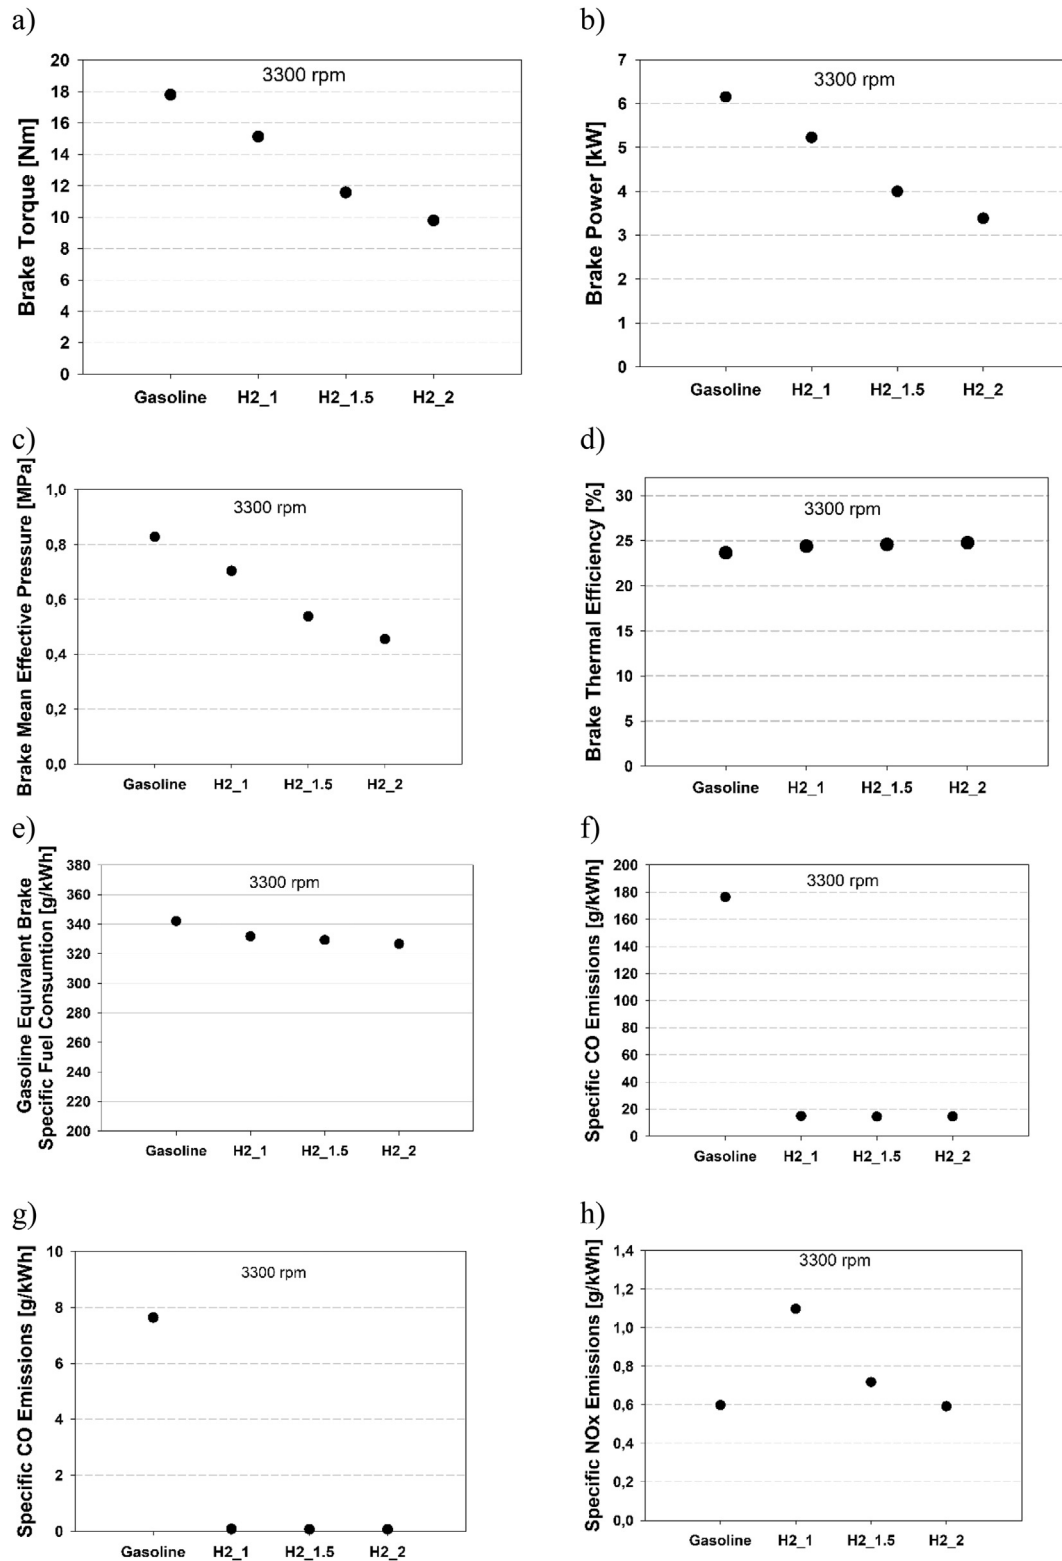 a)
3300 rpm
Brake Torque [Nm]
20
18
16
14
12
10
8
6
4
2
0
Gasoline H2_1 H2_1.5 H2_2
b)
3300 rpm
Brake Power [kW]
7
6
5
4
3
2
1
0
Gasoline H2_1 H2_1.5 H2_2
c)
3300 rpm
Brake Mean Effective Pressure [MPa]
1,0
0,8
0,6
0,4
0,2
0,0
Gasoline H2_1 H2_1.5 H2_2
d)
3300 rpm
Brake Thermal Efficiency [%]
30
25
20
15
10
5
0
Gasoline H2_1 H2_1.5 H2_2
e)
3300 rpm
Gasoline Equivalent Brake
Specific Fuel Consumtion [g/kWh]
380
360
340
320
300
280
260
240
220
200
Gasoline H2_1 H2_1.5 H2_2
f)
3300 rpm
Specific CO Emissions [g/kWh]
200
180
160
140
120
100
80
60
40
20
0
Gasoline H2_1 H2_1.5 H2_2
g)
3300 rpm
Specific CO Emissions [g/kWh]
10
8
6
4
2
0
Gasoline H2_1 H2_1.5 H2_2
h)
3300 rpm
Specific NOx Emissions [g/kWh]
1,4
1,2
1,0
0,8
0,6
0,4
0,2
0,0
Gasoline H2_1 H2_1.5 H2_2